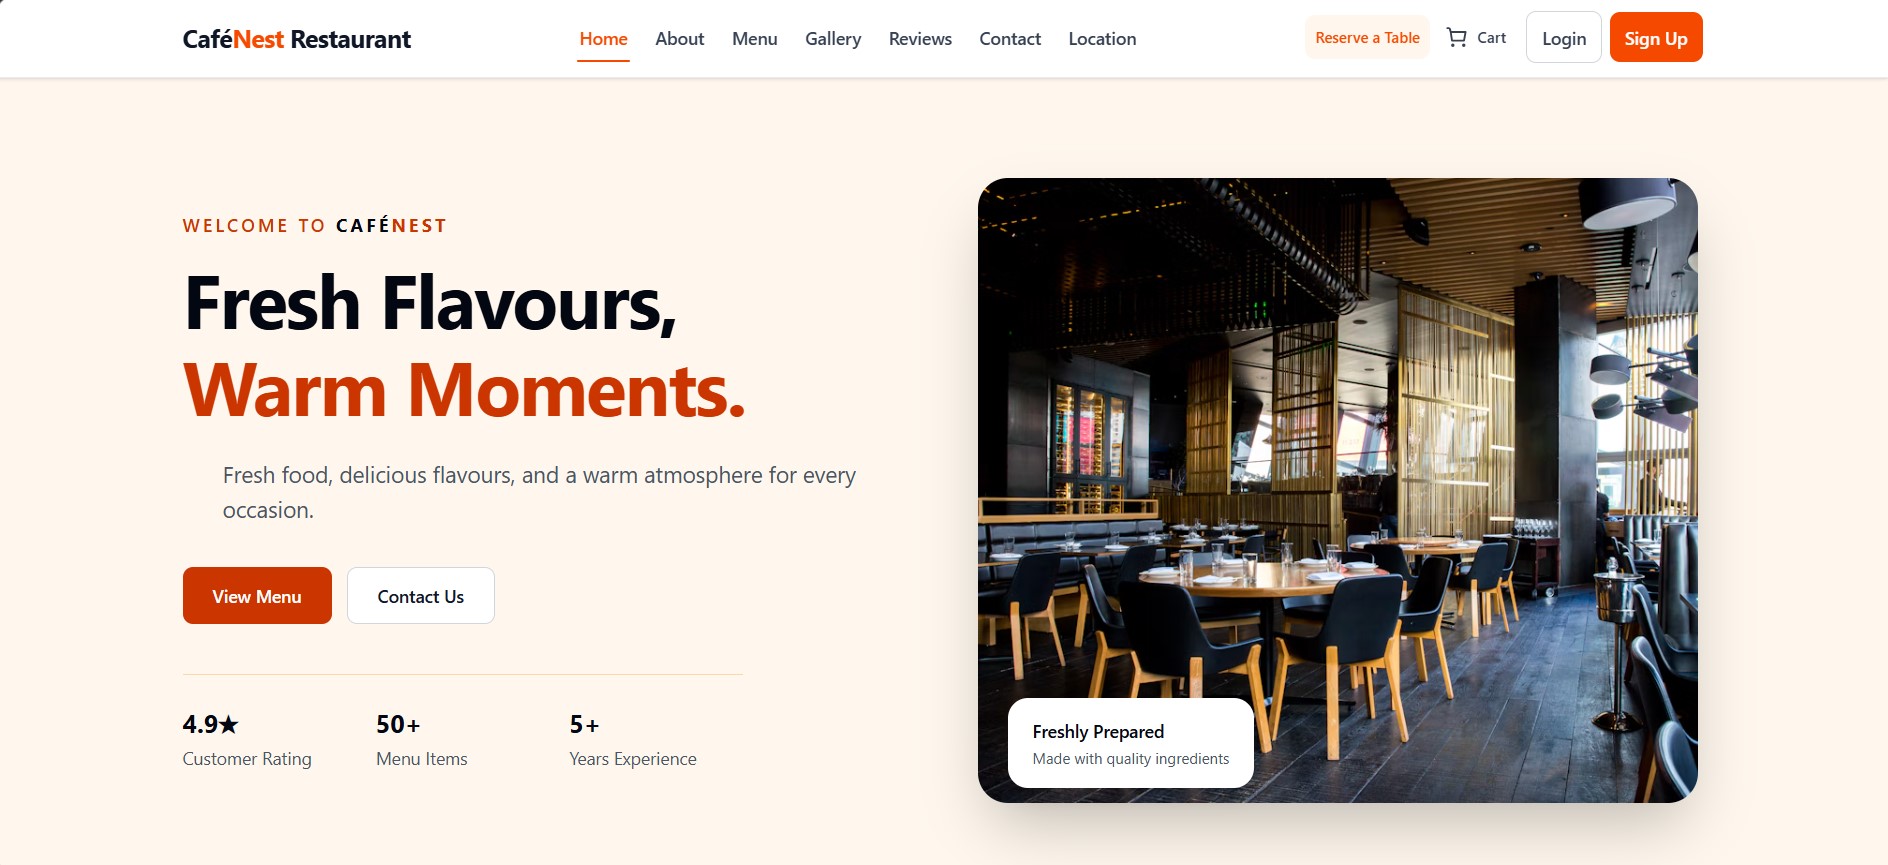 CaféNest Restaurant
Home About Menu Gallery Reviews Contact Location
Reserve a Table Cart Login Sign Up
WELCOME TO CAFÉNEST
Fresh Flavours,
Warm Moments.
Fresh food, delicious flavours, and a warm atmosphere for every
occasion.
View Menu Contact Us
4.9★ 50+ 5+
Customer Rating Menu Items Years Experience
Freshly Prepared
Made with quality ingredients